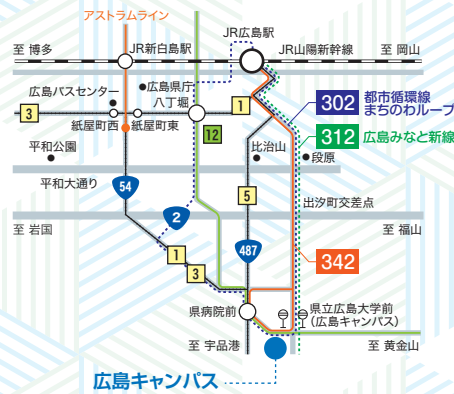 アストラムライン
JR広島駅
至 博多
JR新白島駅
JR山陽新幹線
至 岡山
広島バスセンター
広島県庁
八丁堀
3
紙屋町西
紙屋町東
1
302 都市循環線
まちのわループ
12
312 広島みなと新線
平和公園
比治山
段原
平和大通り
54
5
2
出汐町交差点
至 岩国
至 福山
1
487
342
3
県病院前
県立広島大学前
(広島キャンパス)
至 宇品港
至 黄金山
広島キャンパス